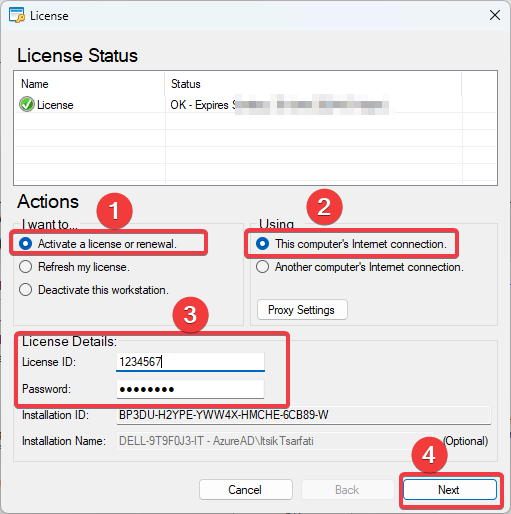 License
License Status
Name Status
License OK - Expires
Actions
1 2
I want to... Using
Activate a license or renewal. This computer's Internet connection.
Refresh my license. Another computer's Internet connection.
Deactivate this workstation.
Proxy Settings
3
License Details:
License ID: 1234567
Password: ●●●●●●●●
Installation ID: BP3DU-H2YPE-YWW4X-HMCHE-6CB89-W
Installation Name: DELL-9T9F0J3-IT - AzureAD\ItsikTsarfati (Optional)
4
Cancel Back Next